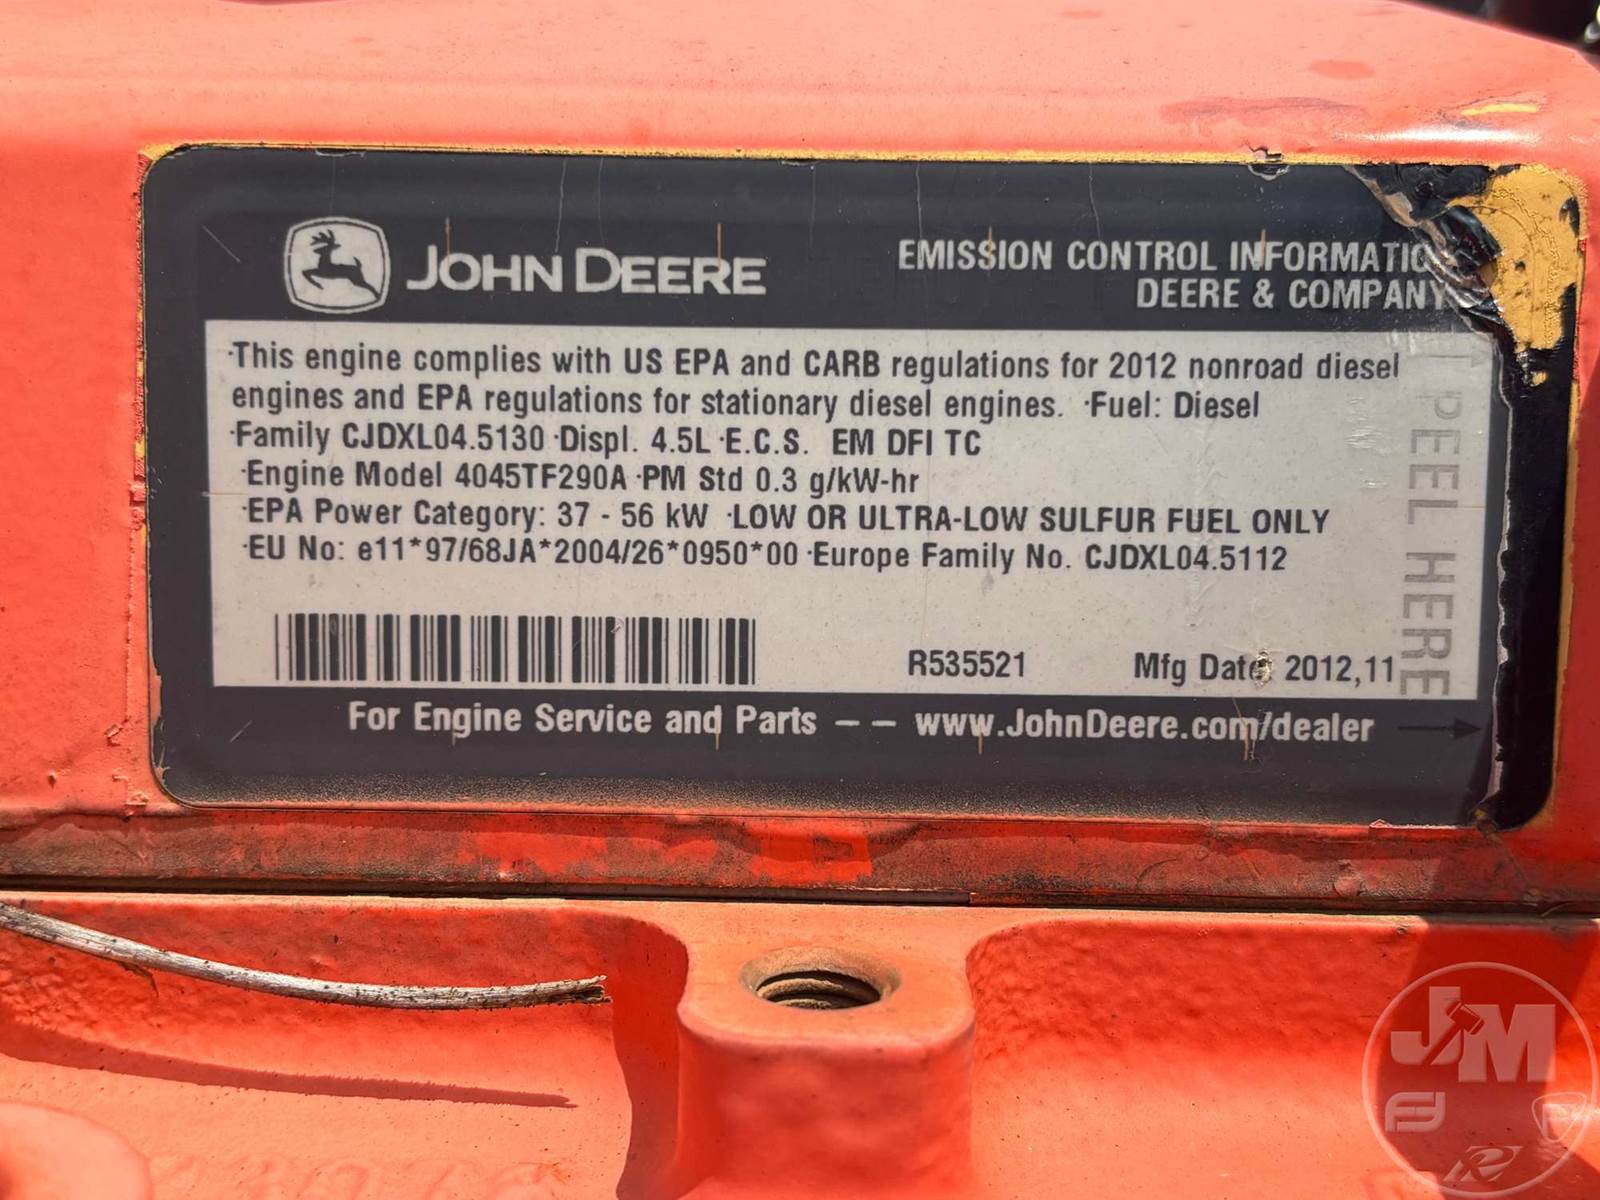 JOHN DEERE
EMISSION CONTROL INFORMATION
DEERE & COMPANY
·This engine complies with US EPA and CARB regulations for 2012 nonroad diesel
engines and EPA regulations for stationary diesel engines. ·Fuel: Diesel
·Family CJDXL04.5130 ·Displ. 4.5L ·E.C.S. EM DFI TC
·Engine Model 4045TF290A ·PM Std 0.3 g/kW-hr
·EPA Power Category: 37 - 56 kW ·LOW OR ULTRA-LOW SULFUR FUEL ONLY
·EU No: e11*97/68JA*2004/26*0950*00 ·Europe Family No. CJDXL04.5112
R535521
Mfg Date: 2012,11
PEEL HERE
For Engine Service and Parts – – www.JohnDeere.com/dealer
JM